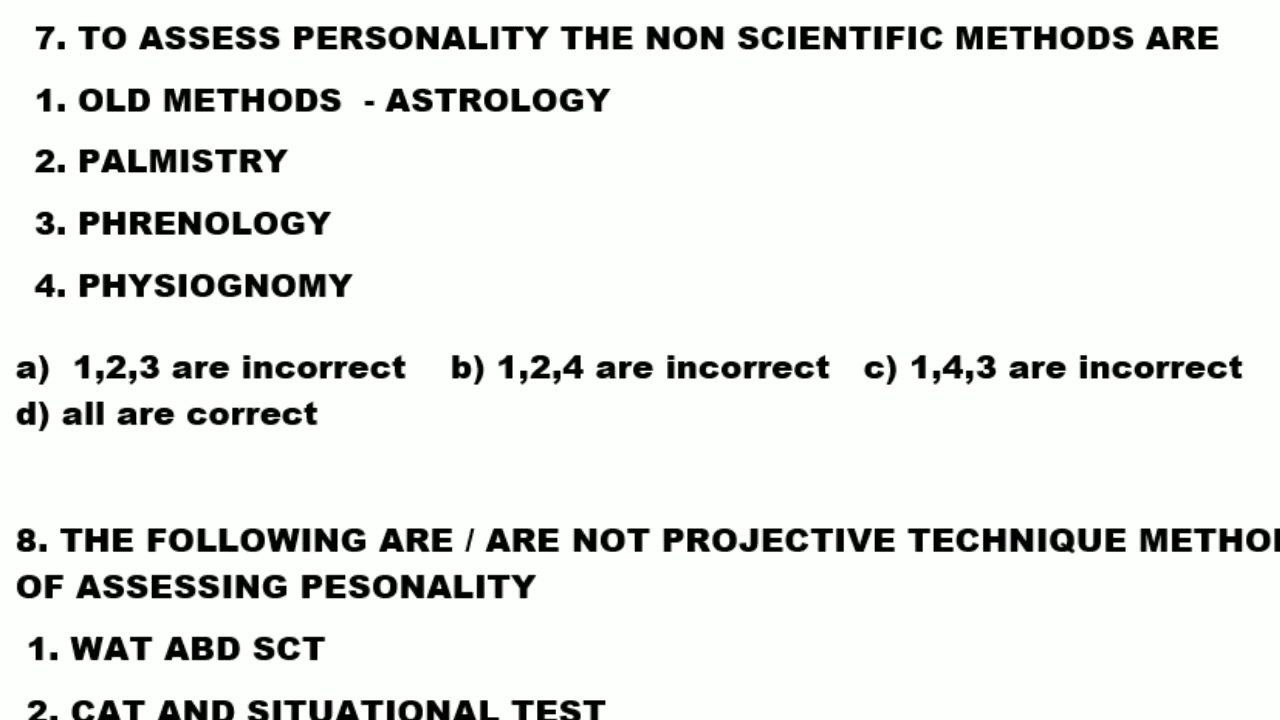 7. TO ASSESS PERSONALITY THE NON SCIENTIFIC METHODS ARE
1. OLD METHODS - ASTROLOGY
2. PALMISTRY
3. PHRENOLOGY
4. PHYSIOGNOMY
a) 1,2,3 are incorrect b) 1,2,4 are incorrect c) 1,4,3 are incorrect
d) all are correct
8. THE FOLLOWING ARE / ARE NOT PROJECTIVE TECHNIQUE
OF ASSESSING PESONALITY
1. WAT ABD SCT
2. CAT AND SITUATIONAL TEST